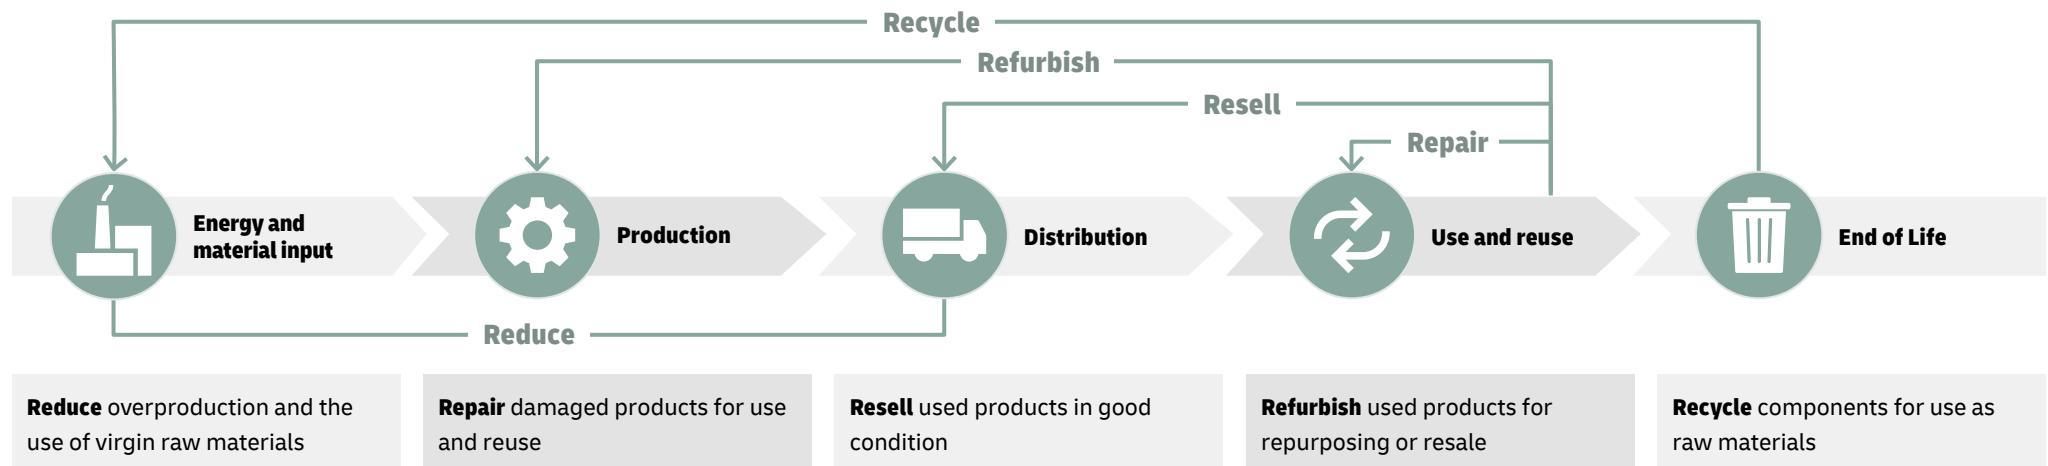 Recycle
Refurbish
Resell
Repair
Energy and
material input
Production
Distribution
Use and reuse
End of Life
Reduce
Reduce overproduction and the
use of virgin raw materials
Repair damaged products for use
and reuse
Resell used products in good
condition
Refurbish used products for
repurposing or resale
Recycle components for use as
raw materials